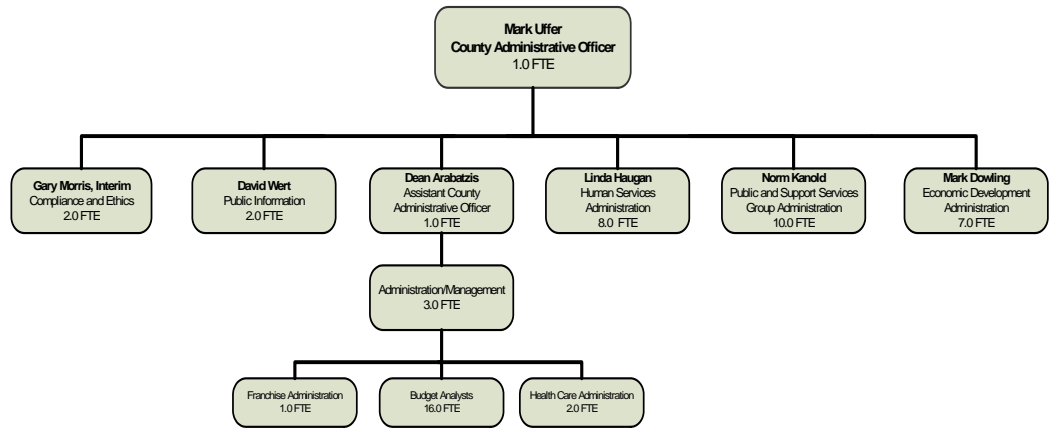 Mark Uffer
County Administrative Officer
1.0 FTE
Gary Morris, Interim
Compliance and Ethics
2.0 FTE
David Wert
Public Information
2.0 FTE
Dean Arabatzis
Assistant County
Administrative Officer
1.0 FTE
Linda Haugan
Human Services
Administration
8.0 FTE
Norm Kanold
Public and Support Services
Group Administration
10.0 FTE
Mark Dowling
Economic Development
Administration
7.0 FTE
Administration/Management
3.0 FTE
Franchise Administration
1.0 FTE
Budget Analysts
16.0 FTE
Health Care Administration
2.0 FTE